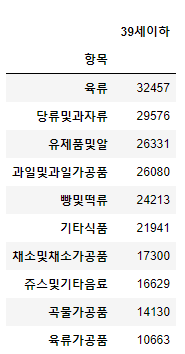 39세이하
항목
육류 32457
당류및과자류 29576
유제품및알 26331
과일및과일가공품 26080
빵및떡류 24213
기타식품 21941
채소및채소가공품 17300
쥬스및기타음료 16629
곡물가공품 14130
육류가공품 10663